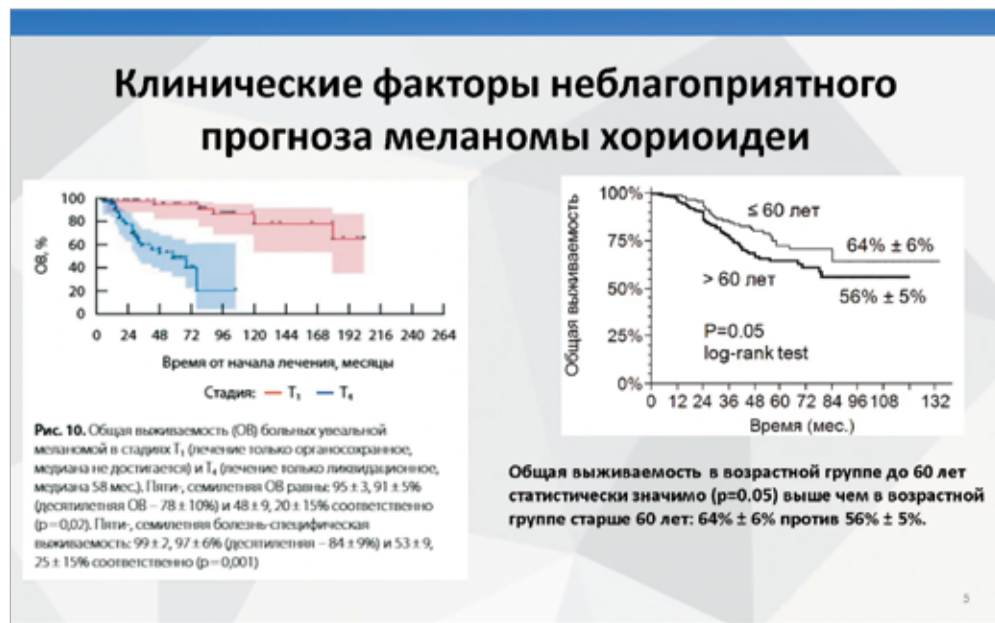 Клинические факторы неблагоприятного
прогноза меланомы хориоидеи
100
80
60
40
20
0
ОВ, %
0 24 48 72 96 120 144 168 192 216 240 264
Время от начала лечения, месяцы
Стадия: T₁ T₄
Рис. 10. Общая выживаемость (ОВ) больных увеальной
меланомой в стадиях T₁ (лечение только органосохранное,
медиана не достигается) и T₄ (лечение только ликвидационное,
медиана 58 мес.). Пяти-, семилетняя ОВ равны: 95 ± 3, 91 ± 5%
(десятилетняя ОВ – 78 ± 10%) и 48 ± 9, 20 ± 15% соответственно
(p = 0,02). Пяти-, семилетняя болезнь-специфическая
выживаемость: 99 ± 2, 97 ± 6% (десятилетняя – 84 ± 9%) и 53 ± 9,
25 ± 15% соответственно (p = 0,001)
Общая выживаемость
100%
75%
50%
25%
0%
≤ 60 лет
64% ± 6%
> 60 лет
56% ± 5%
P=0.05
log-rank test
0 12 24 36 48 60 72 84 96 108 132
Время (мес.)
Общая выживаемость в возрастной группе до 60 лет
статистически значимо (p=0.05) выше чем в возрастной
группе старше 60 лет: 64% ± 6% против 56% ± 5%.
5